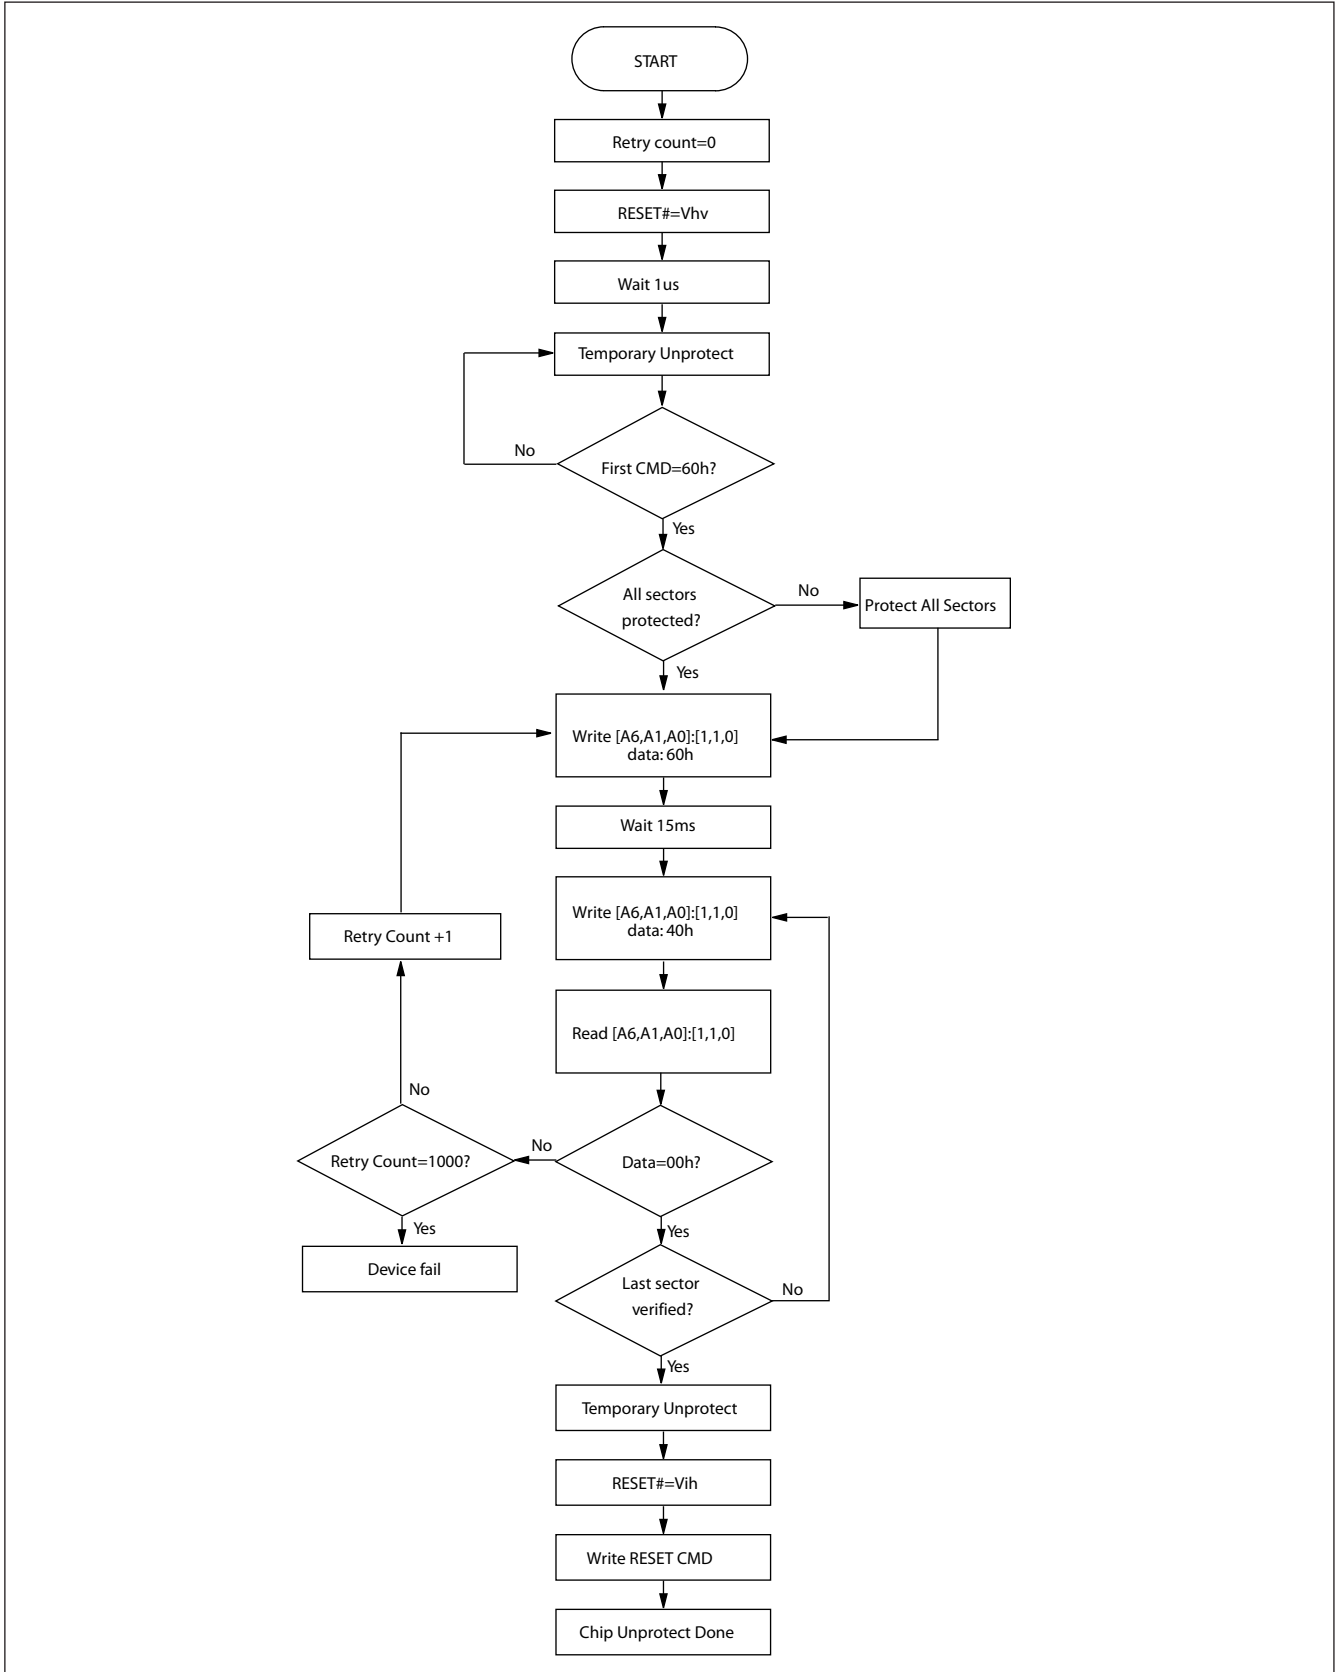 START
Retry count=0
RESET#=Vhv
Wait 1us
Temporary Unprotect
No
First CMD=60h?
Yes
All sectors
protected?
No
Protect All Sectors
Yes
Write [A6,A1,A0]:[1,1,0]
data: 60h
Wait 15ms
Write [A6,A1,A0]:[1,1,0]
data: 40h
Retry Count +1
Read [A6,A1,A0]:[1,1,0]
No
Retry Count=1000?
No
Data=00h?
Yes
Yes
Device fail
Last sector
verified?
No
Yes
Temporary Unprotect
RESET#=Vih
Write RESET CMD
Chip Unprotect Done